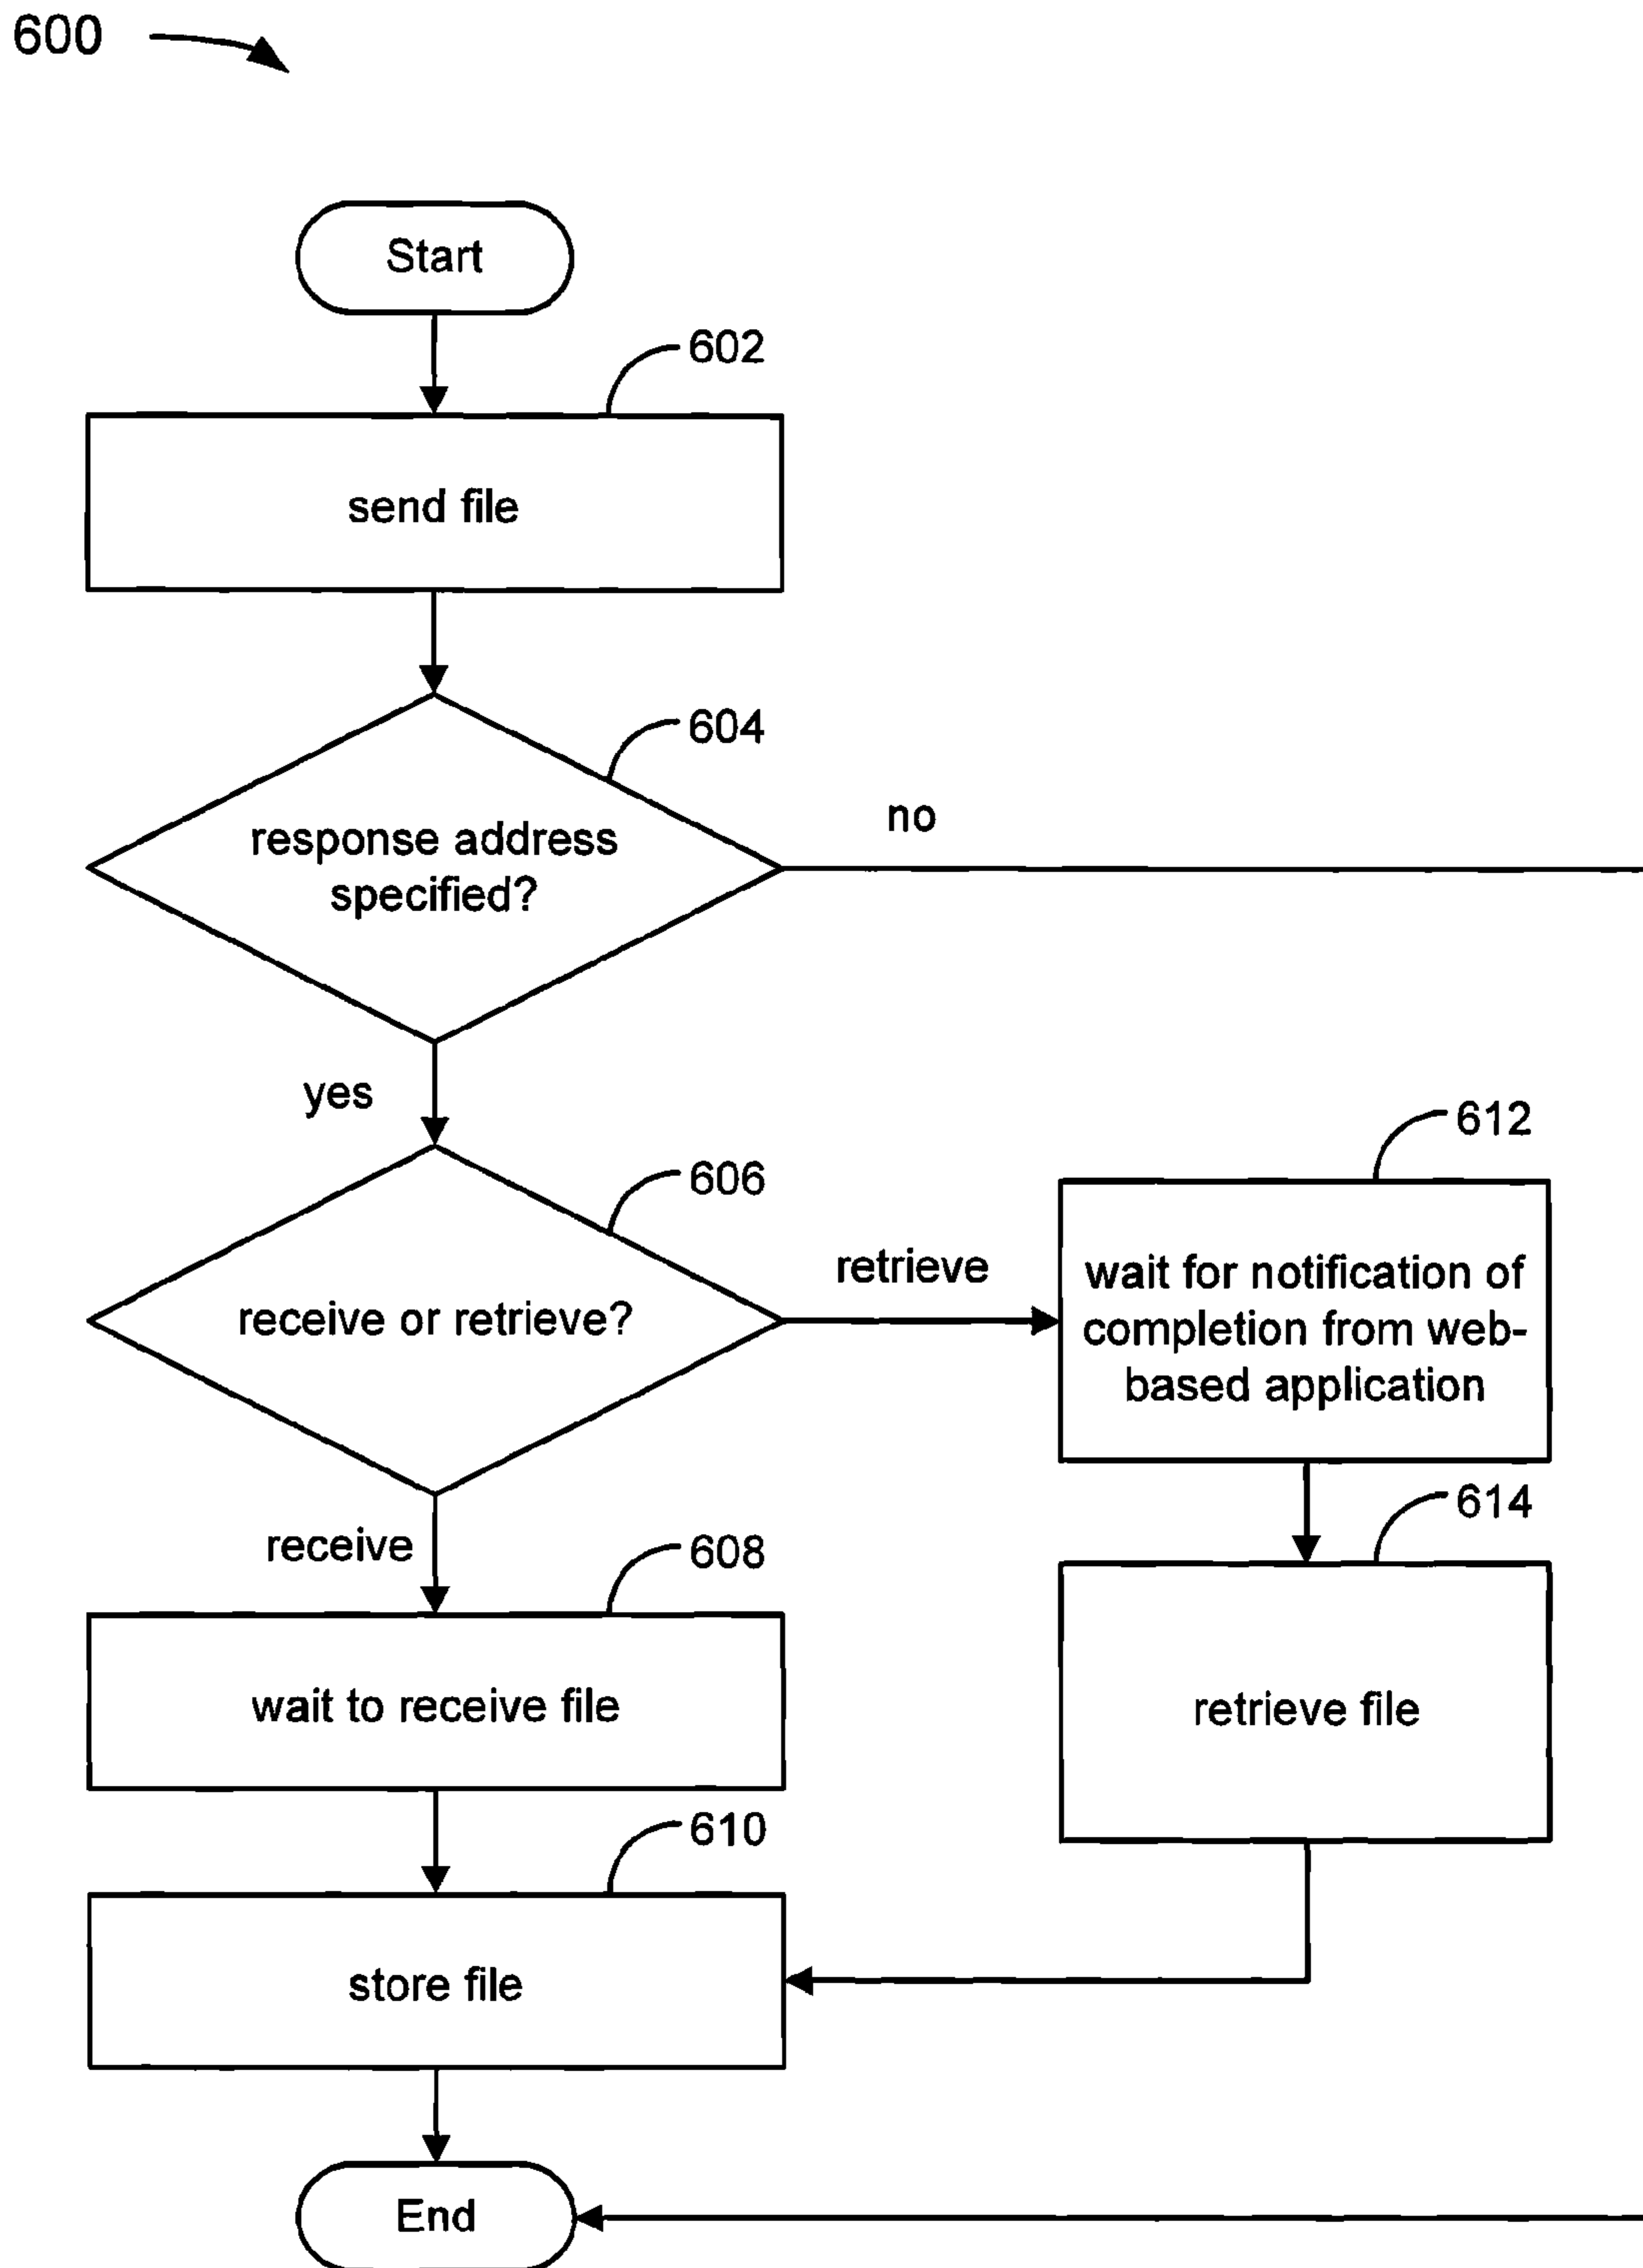 600
Start
602
send file
604
response address
specified?
no
yes
606
receive or retrieve?
retrieve
612
wait for notification of
completion from web-
based application
receive
608
wait to receive file
614
retrieve file
610
store file
End